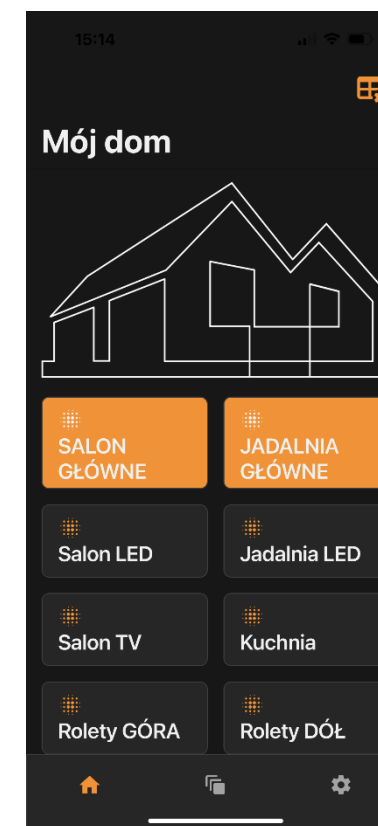 15:14
Mój dom
SALON
GŁÓWNE
JADALNIA
GŁÓWNE
Salon LED
Jadalnia LED
Salon TV
Kuchnia
Rolety GÓRA
Rolety DÓŁ